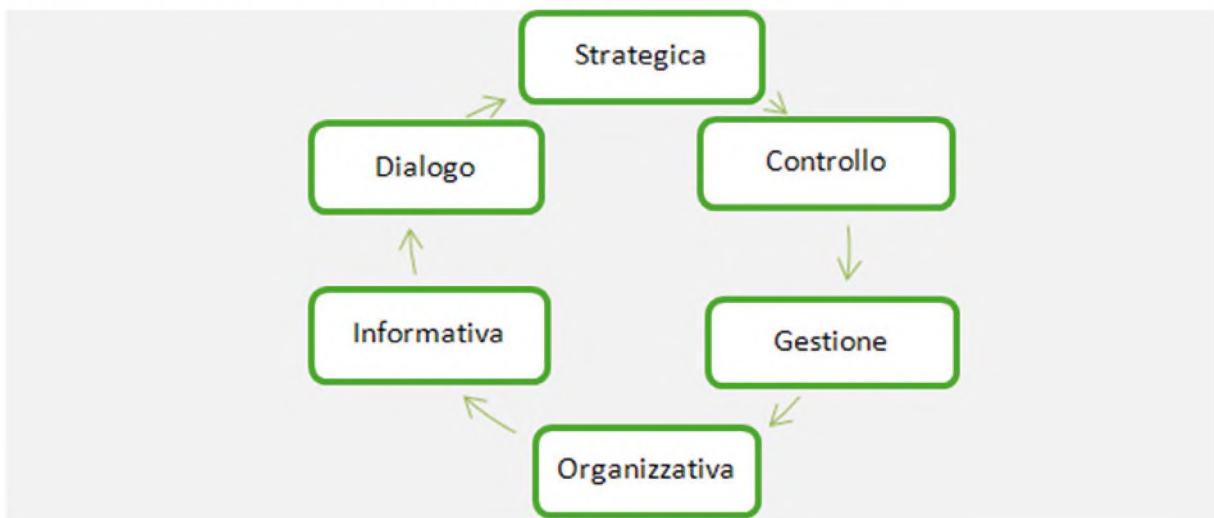 Strategica
Controllo
Gestione
Organizzativa
Informativa
Dialogo